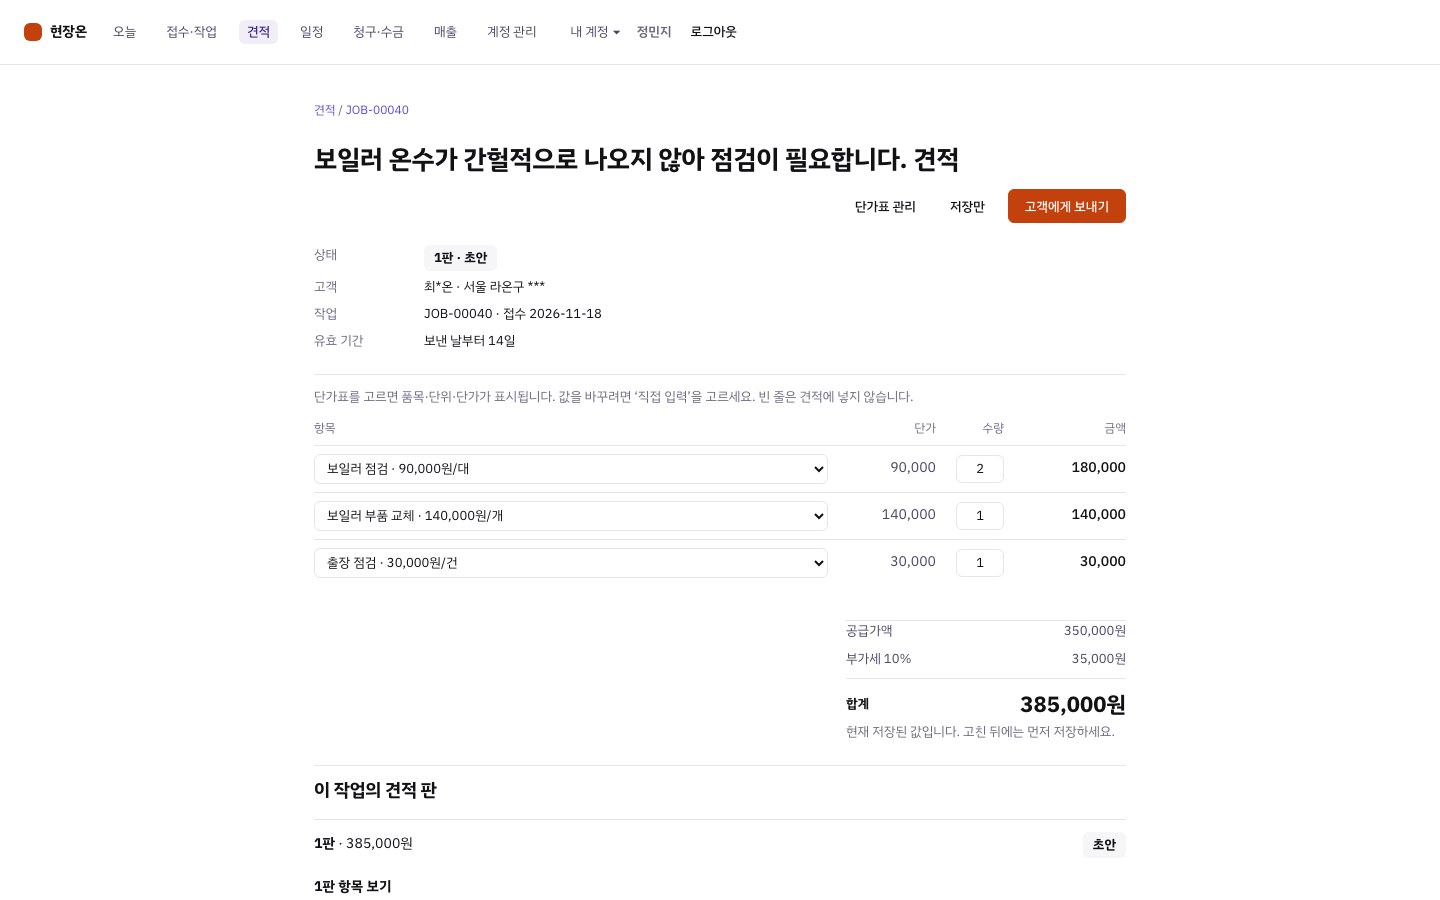 현장온 오늘 접수·작업 견적 일정 청구·수금 매출 계정 관리 내 계정 정민지 로그아웃
견적 / JOB-00040
보일러 온수가 간헐적으로 나오지 않아 점검이 필요합니다. 견적
단가표 관리 저장만 고객에게 보내기
상태 1판 · 초안
고객 최*온 · 서울 라온구 ***
작업 JOB-00040 · 접수 2026-11-18
유효 기간 보낸 날부터 14일
단가표를 고르면 품목·단위·단가가 표시됩니다. 값을 바꾸려면 ‘직접 입력’을 고르세요. 빈 줄은 견적에 넣지 않습니다.
항목 단가 수량 금액
보일러 점검 · 90,000원/대 90,000 2 180,000
보일러 부품 교체 · 140,000원/개 140,000 1 140,000
출장 점검 · 30,000원/건 30,000 1 30,000
공급가액 350,000원
부가세 10% 35,000원
합계 385,000원
현재 저장된 값입니다. 고친 뒤에는 먼저 저장하세요.
이 작업의 견적 판
1판 · 385,000원 초안
1판 항목 보기